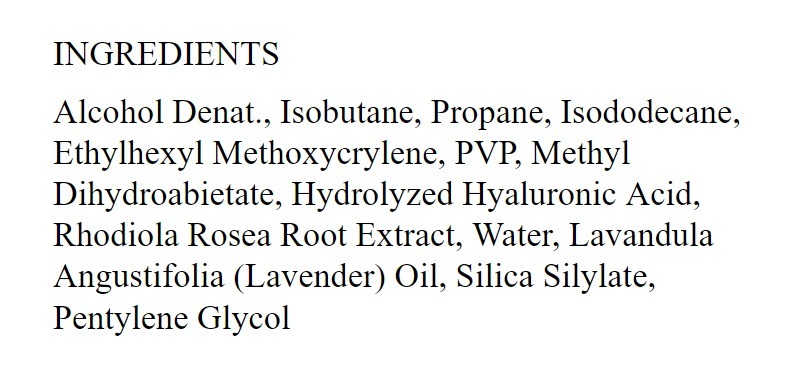 INGREDIENTS
Alcohol Denat., Isobutane, Propane, Isododecane,
Ethylhexyl Methoxycrylene, PVP, Methyl
Dihydroabietate, Hydrolyzed Hyaluronic Acid,
Rhodiola Rosea Root Extract, Water, Lavandula
Angustifolia (Lavender) Oil, Silica Silylate,
Pentylene Glycol